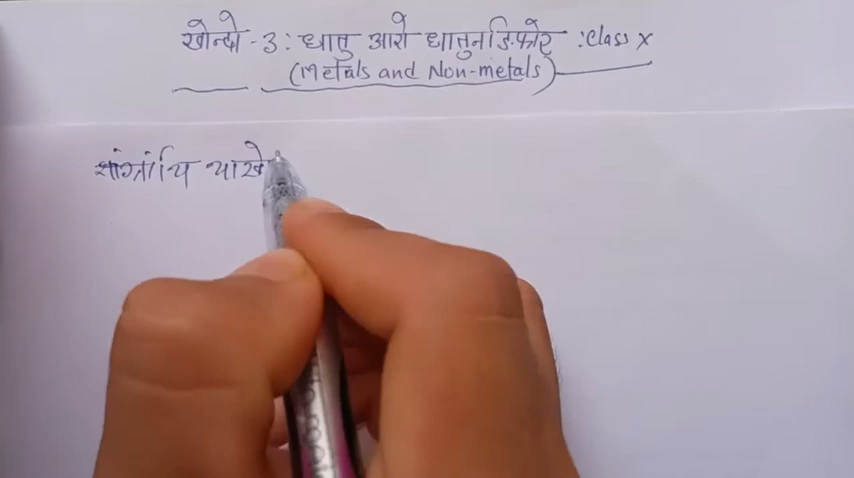 खोन्दो - 3 : धातु आरो धातुनङि.फोर : class x
(Metals and Non-metals)
थाखे